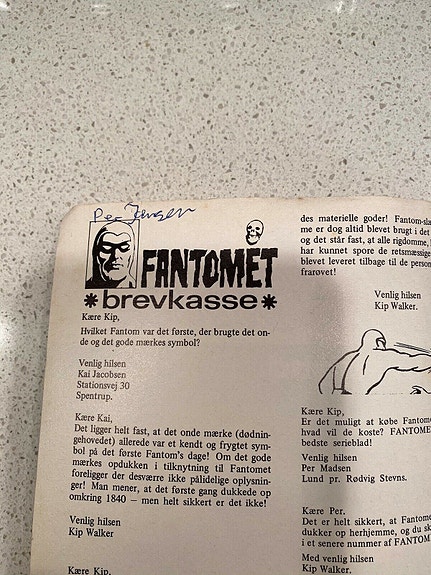 Per Jensen
FANTOMET
* brevkasse *
Kære Kip,
Hvilket Fantom var det første, der brugte det on-
de og det gode mærkes symbol?
Venlig hilsen
Kai Jacobsen
Stationsvej 30
Spentrup.
Kære Kai,
Det ligger helt fast, at det onde mærke (dødnin-
gehovedet) allerede var et kendt og frygtet sym-
bol på det første Fantom's dage! Om det gode
mærkes opdukken i tilknytning til Fantomet
foreligger der desværre ikke pålidelige oplysnin-
ger! Man mener, at det første gang dukkede op
omkring 1840 – men helt sikkert er det ikke!
Venlig hilsen
Kip Walker
Kære Kip,
des materielle goder! Fantom-ska
me er dog altid blevet brugt i det
og det står fast, at alle rigdomme,
har kunnet spore de retsmæssige
blevet leveret tilbage til de person
frarøvet!
Venlig hilsen
Kip Walker.
Kære Kip,
Er det muligt at købe Fantome
hvad vil de koste? FANTOME
bedste serieblad!
Venlig hilsen
Per Madsen
Lund pr. Rødvig Stevns.
Kære Per.
Det er helt sikkert, at Fantome
dukker op herhjemme, og du sk
i et senere nummer af FANTOM
Med venlig hilsen
Kip Walker.